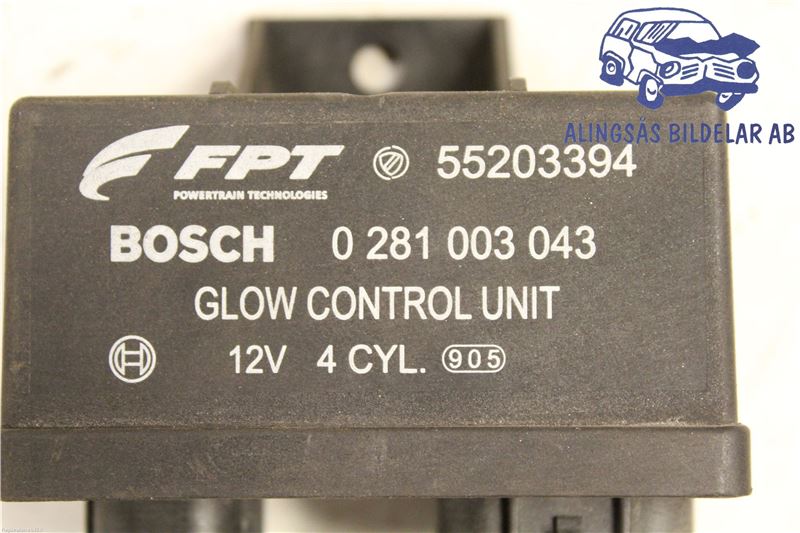 ALINGSÅS BILDELAR AB
FPT 55203394
POWERTRAIN TECHNOLOGIES
BOSCH 0 281 003 043
GLOW CONTROL UNIT
12V 4 CYL. 905